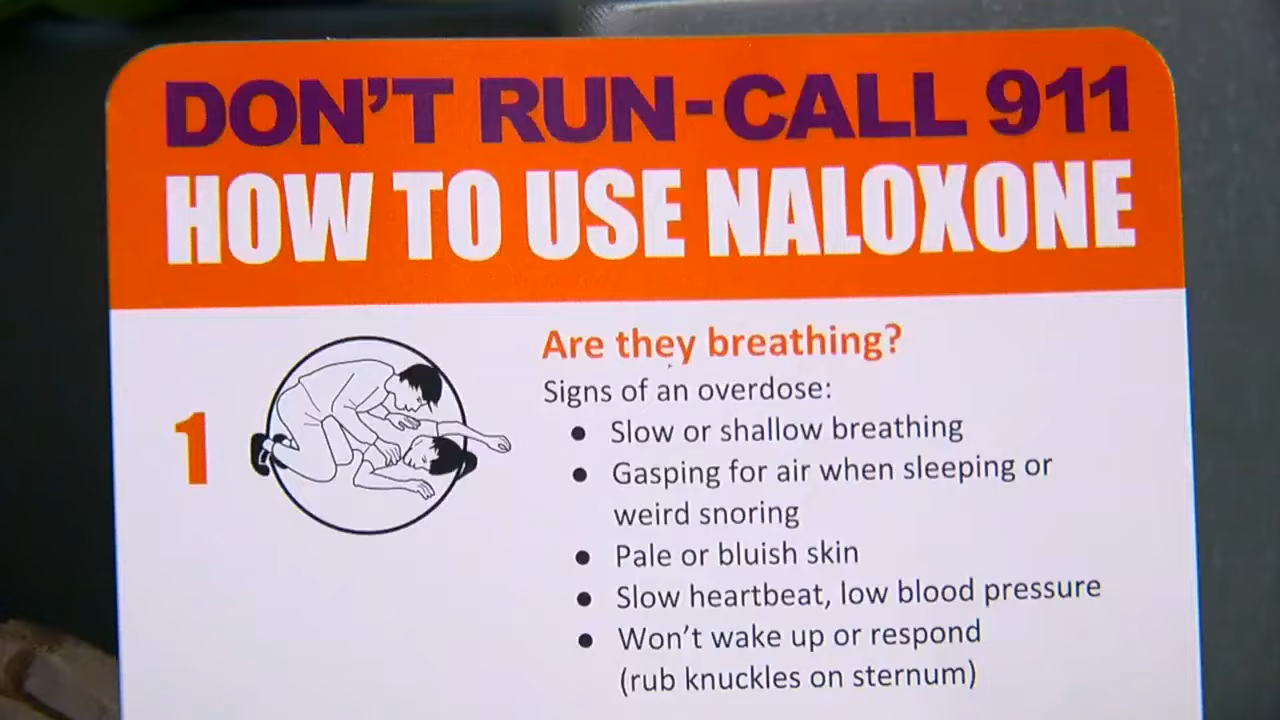 DON'T RUN-CALL 911
HOW TO USE NALOXONE
Are they breathing?
Signs of an overdose:
1
● Slow or shallow breathing
● Gasping for air when sleeping or
weird snoring
● Pale or bluish skin
● Slow heartbeat, low blood pressure
● Won't wake up or respond
(rub knuckles on sternum)